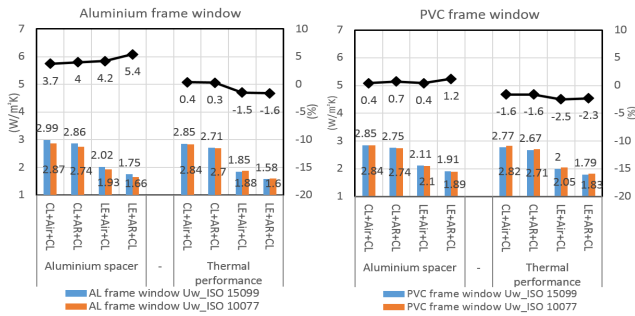 Aluminium frame window
7
6
5
4
3
2
1
(W/m²K)
10
5
0
-5
-10
-15
-20
(%)
3.7 4 4.2 5.4 0.4 0.3 -1.5 -1.6
2.99 2.86 2.02 1.75 2.85 2.71 1.85 1.58
2.87 2.74 1.93 1.66 2.84 2.7 1.88 1.6
CL+Air+CL
CL+AR+CL
LE+Air+CL
LE+AR+CL
CL+Air+CL
CL+AR+CL
LE+Air+CL
LE+AR+CL
Aluminium spacer - Thermal
performance
AL frame window Uw_ISO 15099
AL frame window Uw_ISO 10077
PVC frame window
7
6
5
4
3
2
1
(W/m²K)
10
5
0
-5
-10
-15
-20
(%)
0.4 0.7 0.4 1.2 -1.6 -1.6 -2.5 -2.3
2.85 2.75 2.11 1.91 2.77 2.67 2 1.79
2.84 2.74 2.1 1.89 2.82 2.71 2.05 1.83
CL+Air+CL
CL+AR+CL
LE+Air+CL
LE+AR+CL
CL+Air+CL
CL+AR+CL
LE+Air+CL
LE+AR+CL
Aluminium spacer - Thermal
performance
PVC frame window Uw_ISO 15099
PVC frame window Uw_ISO 10077